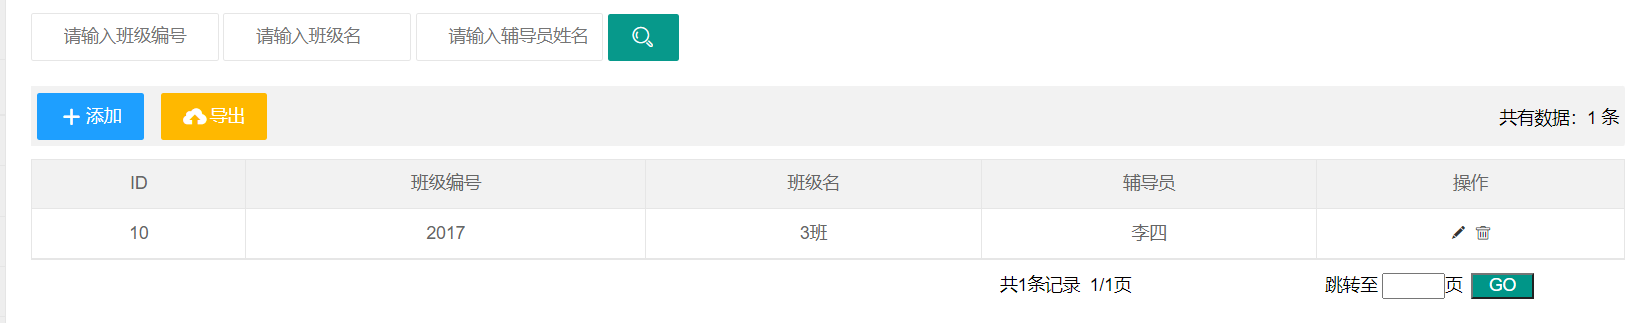 请输入班级编号 请输入班级名 请输入辅导员姓名
添加 导出 共有数据：1 条
ID 班级编号 班级名 辅导员 操作
10 2017 3班 李四
共1条记录 1/1页 跳转至 页 GO